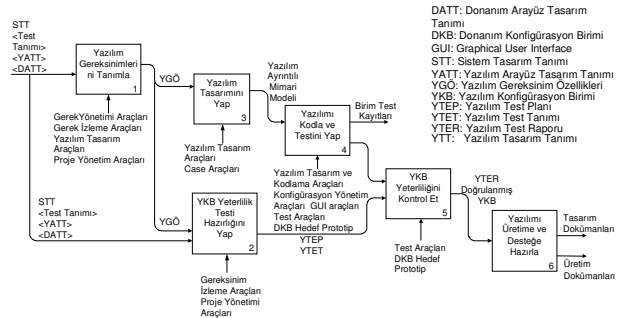 STT
<Test
Tanımı>
<YATT>
<DATT>
Yazılım
Gereksinimleri
ni Tanımla
1
YGÖ
GerekYönetimi Araçları
Gerek İzleme Araçları
Yazılım Tasarım
Araçları
Proje Yönetim Araçları
Yazılım
Tasarımını
Yap
3
Yazılım Tasarım
Araçları
Case Araçları
Yazılım
Ayrıntılı
Mimari
Modeli
Yazılımı
Kodla ve
Testini Yap
4
Birim Test
Kayıtları
Yazılım Tasarım ve
Kodlama Araçları
Konfigürasyon Yönetim
Araçları GUI araçları
Test Araçları
DKB Hedef Prototip
STT
<Test Tanımı>
<YATT>
<DATT>
YGÖ
YKB Yeterlilik
Testi
Hazırlığını
Yap
2
YTEP
YTET
Gereksinim
İzleme Araçları
Proje Yönetimi
Araçları
YKB
Yeterliliğini
Kontrol Et
5
Test Araçları
DKB Hedef
Prototip
YTER
Doğrulanmış
YKB
Yazılımı
Üretime ve
Desteğe
Hazırla
6
Tasarım
Dokümanları
Üretim
Dokümanları
DATT: Donanım Arayüz Tasarım
Tanımı
DKB: Donanım Konfigürasyon Birimi
GUI: Graphical User Interface
STT: Sistem Tasarım Tanımı
YATT: Yazılım Arayüz Tasarım Tanımı
YGÖ: Yazılım Gereksinim Özellikleri
YKB: Yazılım Konfigürasyon Birimi
YTEP: Yazılım Test Planı
YTET: Yazılım Test Tanımı
YTER: Yazılım Test Raporu
YTT: Yazılım Tasarım Tanımı